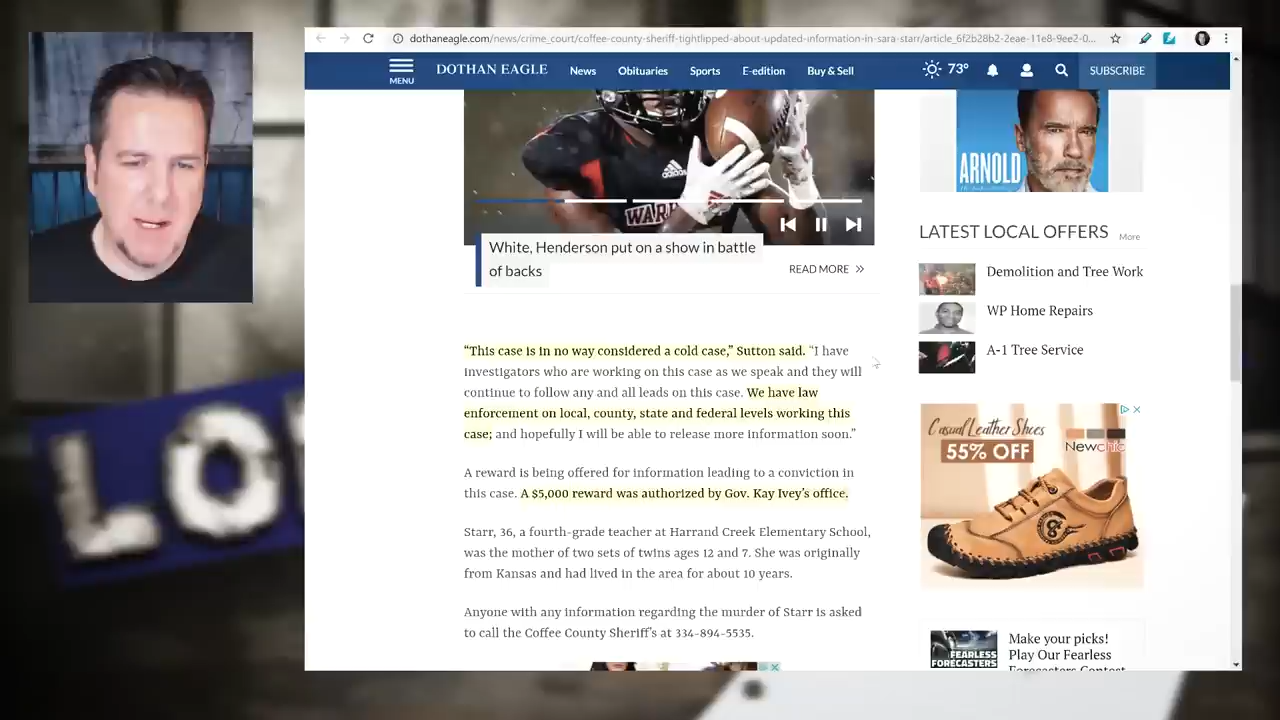 dothaneagle.com/news/crime_court/coffee-county-sheriff-tightlipped-about-updated-information-in-sara-starr/article_6f2b28b2-2eae-11e8-9ee2-0...
MENU
DOTHAN EAGLE
News
Obituaries
Sports
E-edition
Buy & Sell
73°
SUBSCRIBE
adidas
WAR
White, Henderson put on a show in battle
of backs
READ MORE
ARNOLD
LATEST LOCAL OFFERS
More
Demolition and Tree Work
WP Home Repairs
A-1 Tree Service
“This case is in no way considered a cold case,” Sutton said. “I have
investigators who are working on this case as we speak and they will
continue to follow any and all leads on this case. We have law
enforcement on local, county, state and federal levels working this
case; and hopefully I will be able to release more information soon.”
A reward is being offered for information leading to a conviction in
this case. A $5,000 reward was authorized by Gov. Kay Ivey’s office.
Starr, 36, a fourth-grade teacher at Harrand Creek Elementary School,
was the mother of two sets of twins ages 12 and 7. She was originally
from Kansas and had lived in the area for about 10 years.
Anyone with any information regarding the murder of Starr is asked
to call the Coffee County Sheriff’s at 334-894-5535.
Casual Leather Shoes
55% OFF
Newchic
FEARLESS
FORECASTERS
Make your picks!
Play Our Fearless
Forecasters Contest
LO